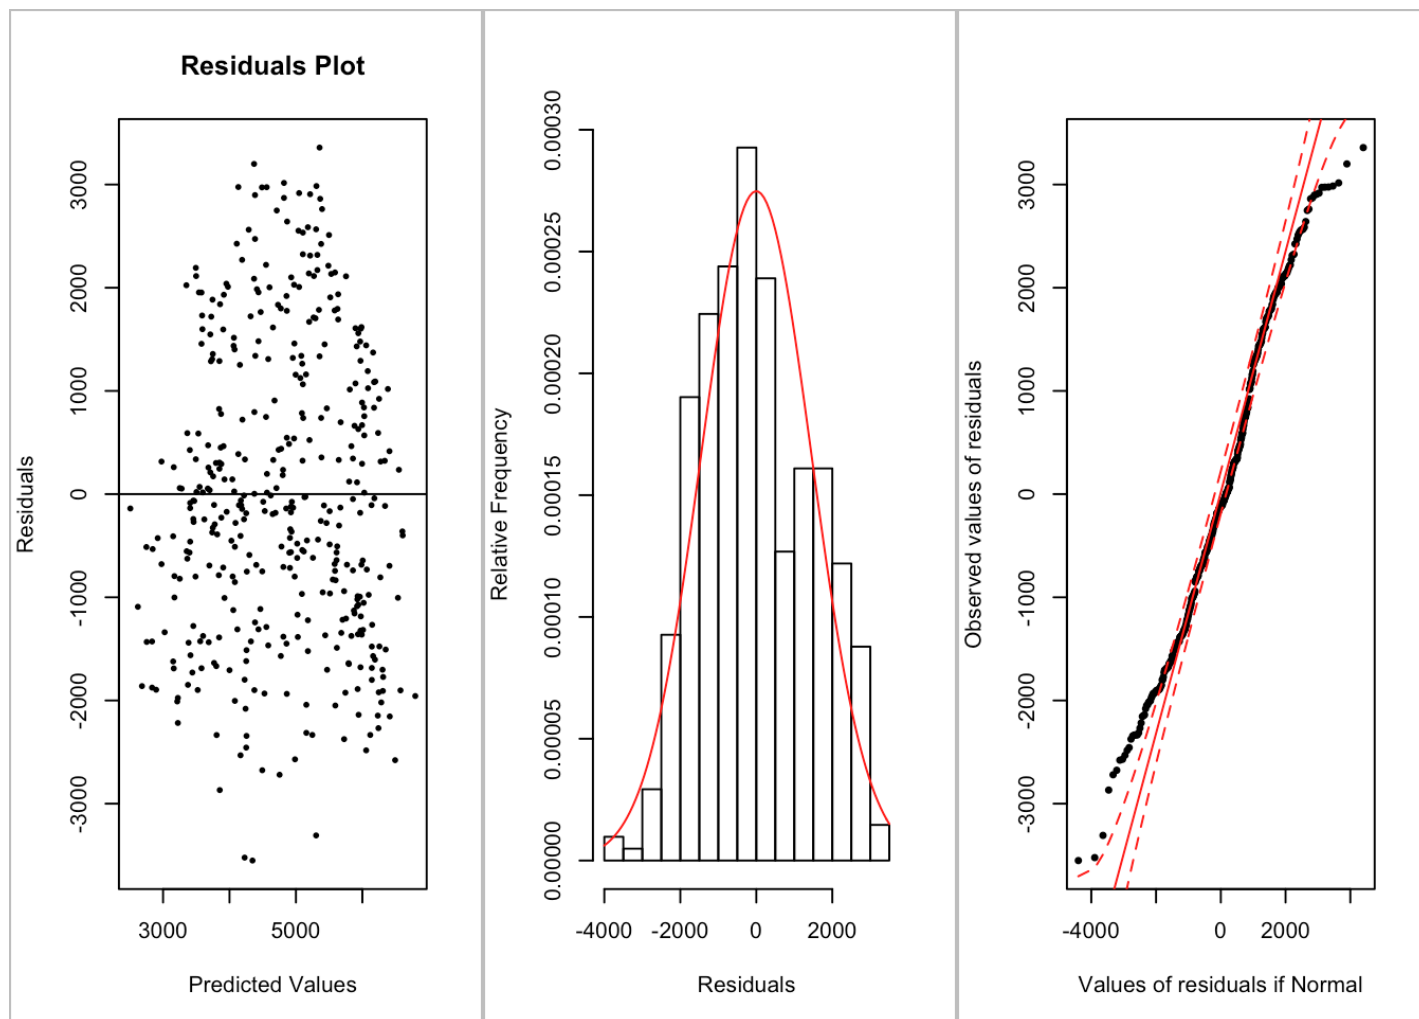 Residuals Plot
Residuals
3000
2000
1000
0
-1000
-2000
-3000
3000 5000
Predicted Values
Relative Frequency
0.00030
0.00025
0.00020
0.00015
0.00010
0.00005
0.00000
-4000 -2000 0 2000
Residuals
Observed values of residuals
3000
2000
1000
0
-1000
-2000
-3000
-4000 0 2000
Values of residuals if Normal